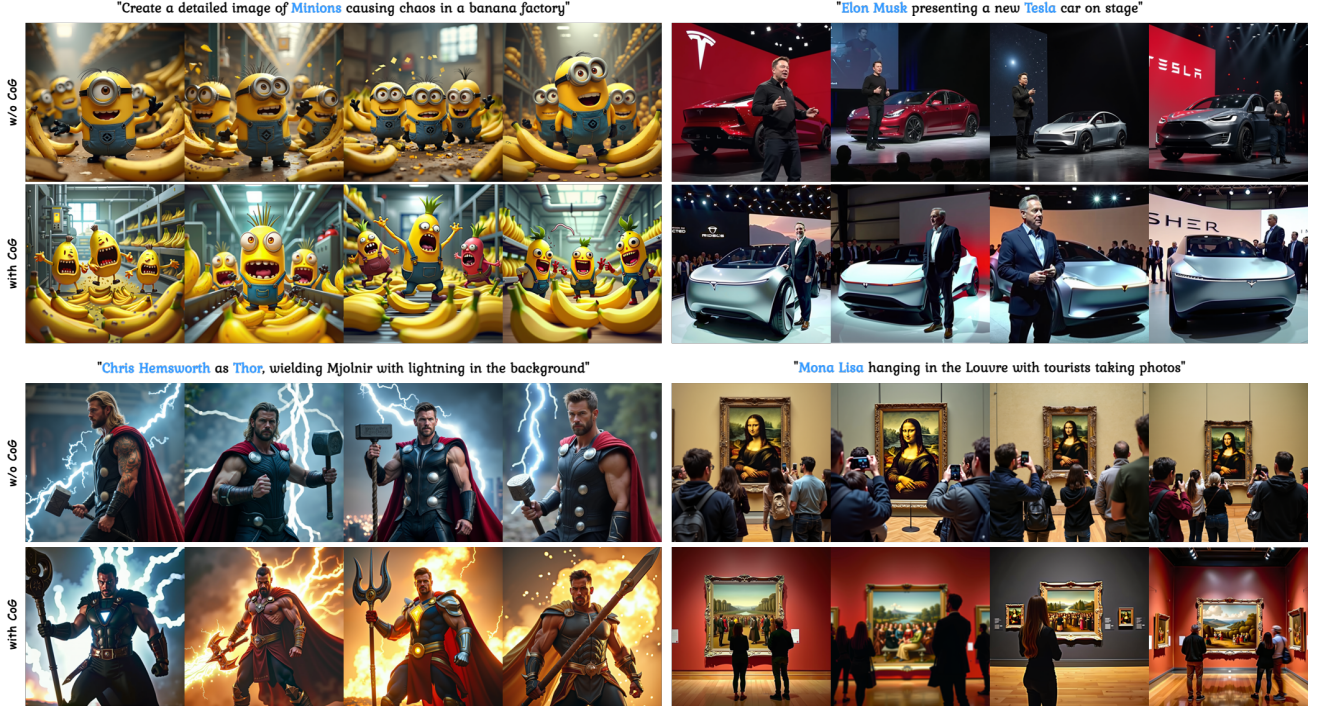 "Create a detailed image of Minions causing chaos in a banana factory"
"Elon Musk presenting a new Tesla car on stage"
w/o CoG
TESLA
with CoG
SHER
"Chris Hemsworth as Thor, wielding Mjolnir with lightning in the background"
"Mona Lisa hanging in the Louvre with tourists taking photos"
w/o CoG
with CoG